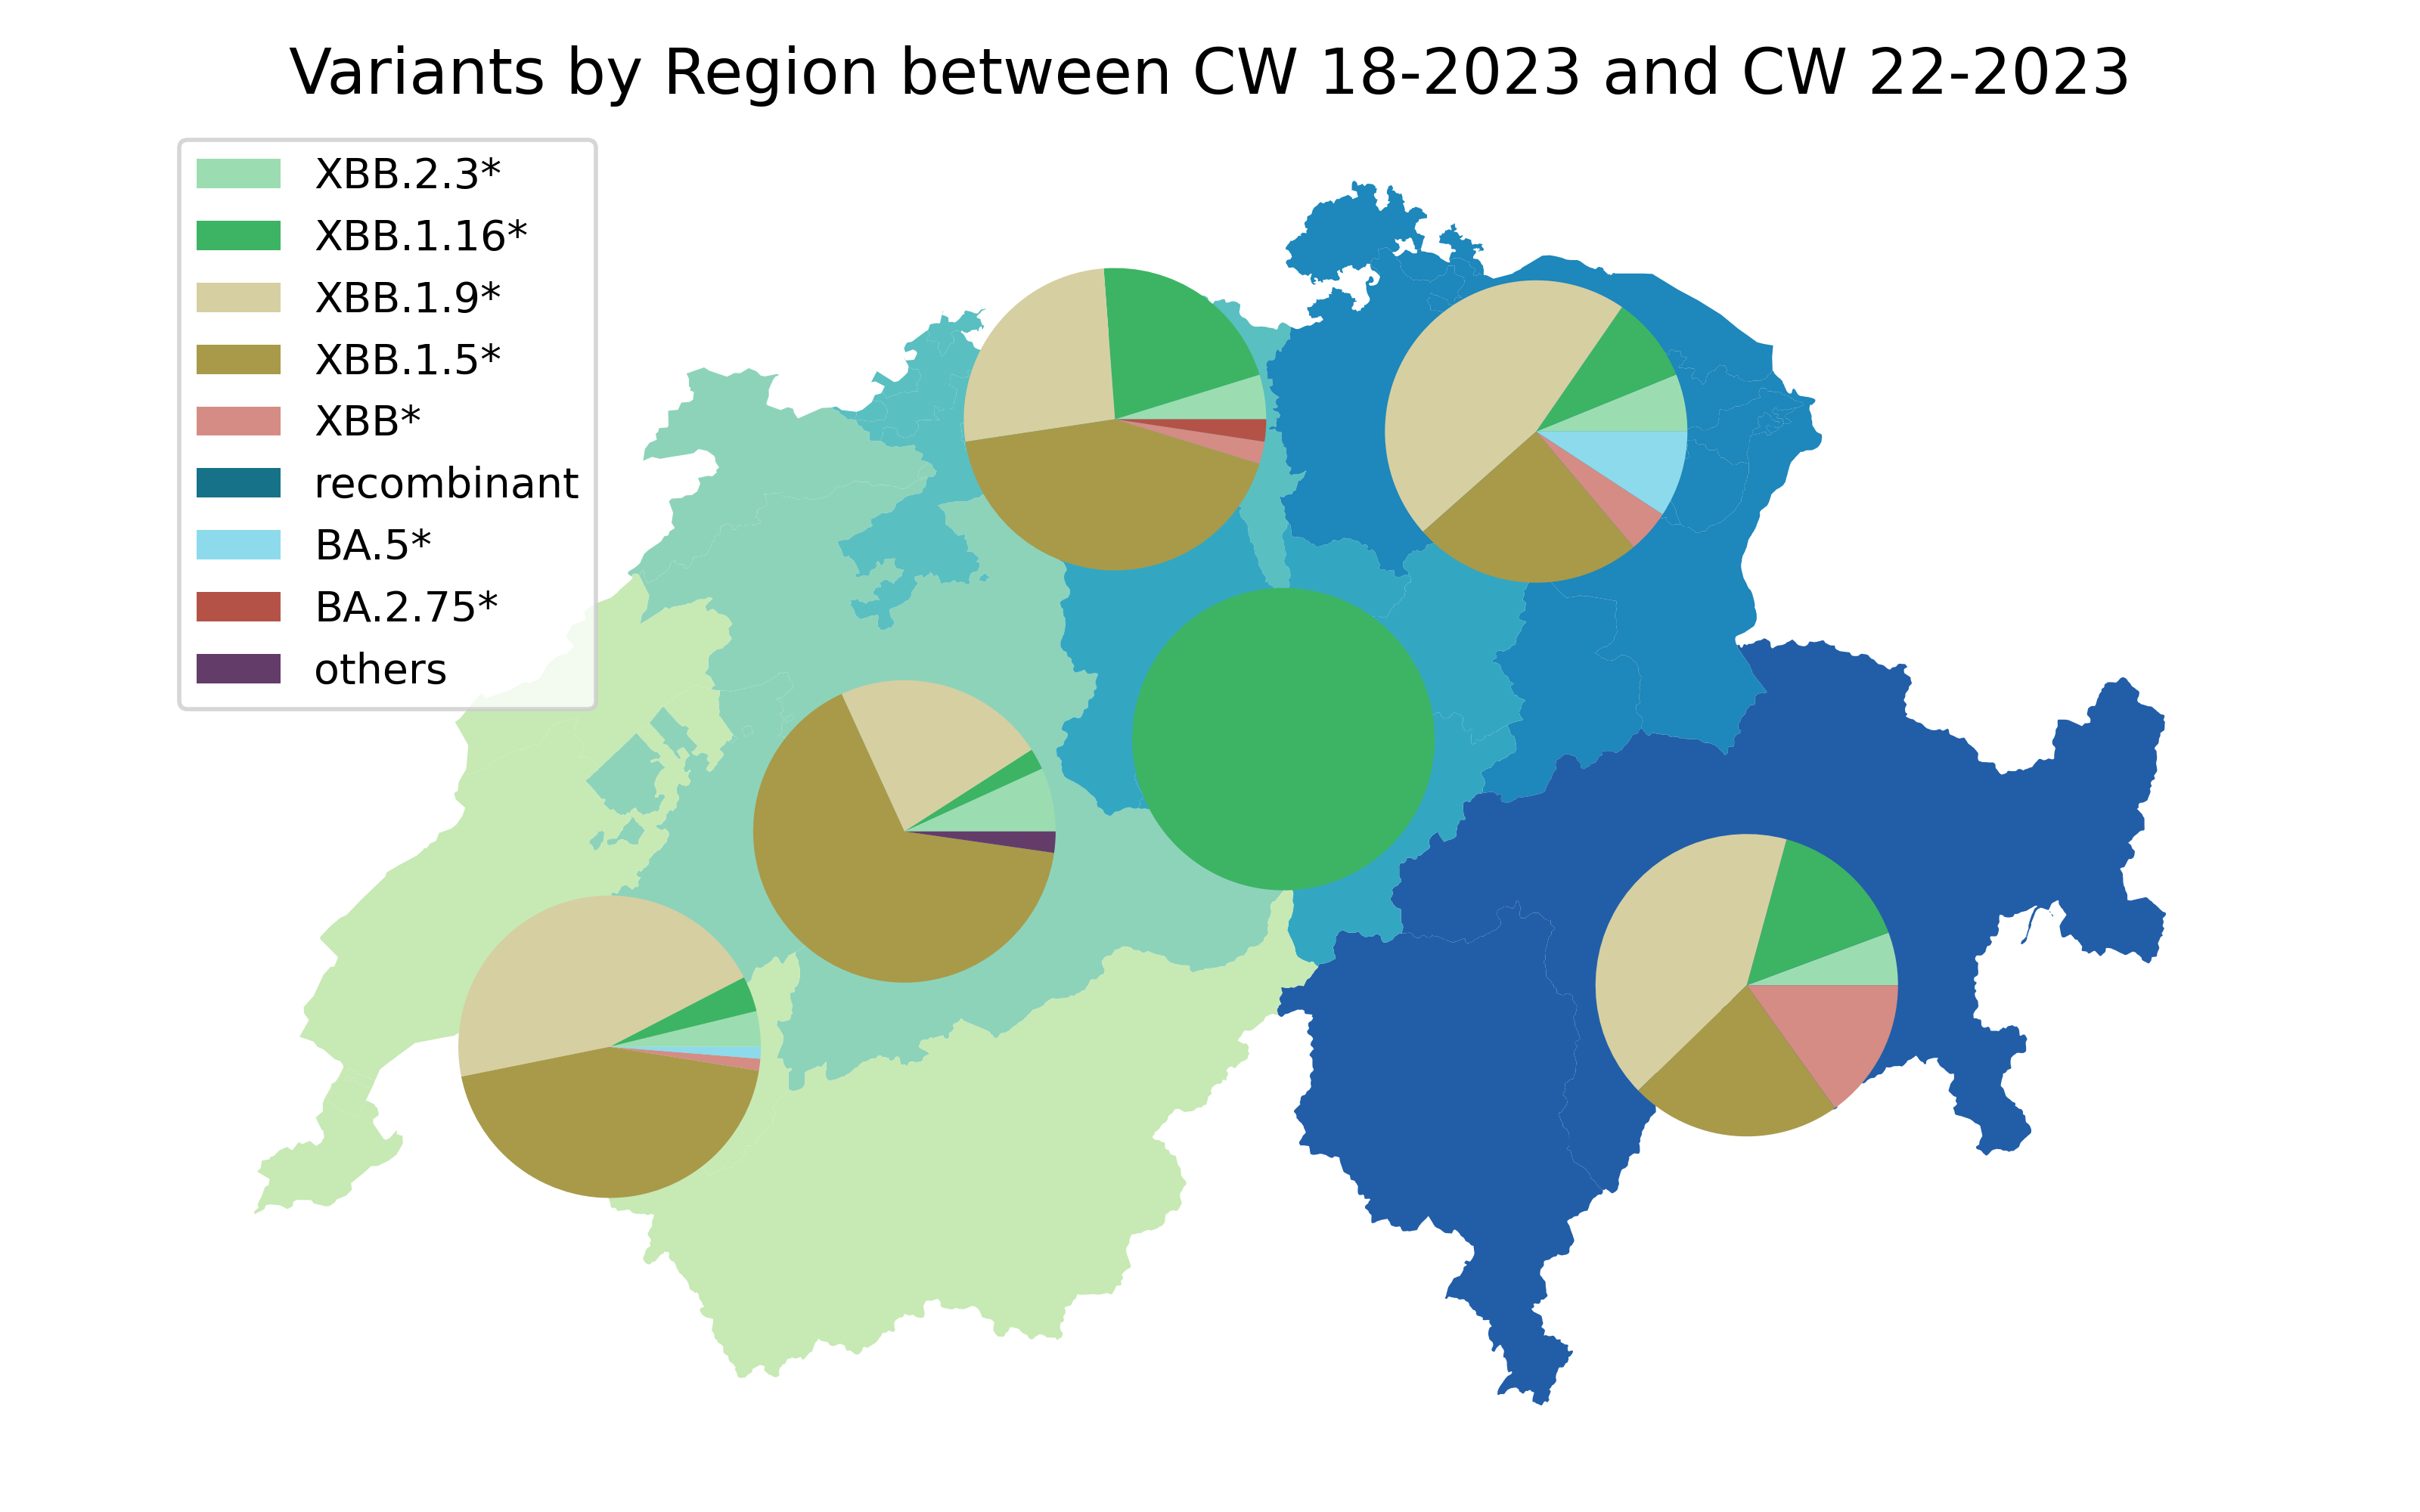 Variants by Region between CW 18-2023 and CW 22-2023
XBB.2.3*
XBB.1.16*
XBB.1.9*
XBB.1.5*
XBB*
recombinant
BA.5*
BA.2.75*
others